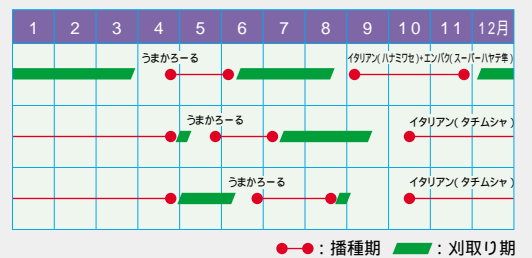 1 2 3 4 5 6 7 8 9 10 11 12月
うまかろーる イタリアン(ハナミワセ)+エンバク(スーパーハヤテ隼)
うまかろーる イタリアン(タチムシャ)
うまかろーる イタリアン(タチムシャ)
:播種期 :刈取り期